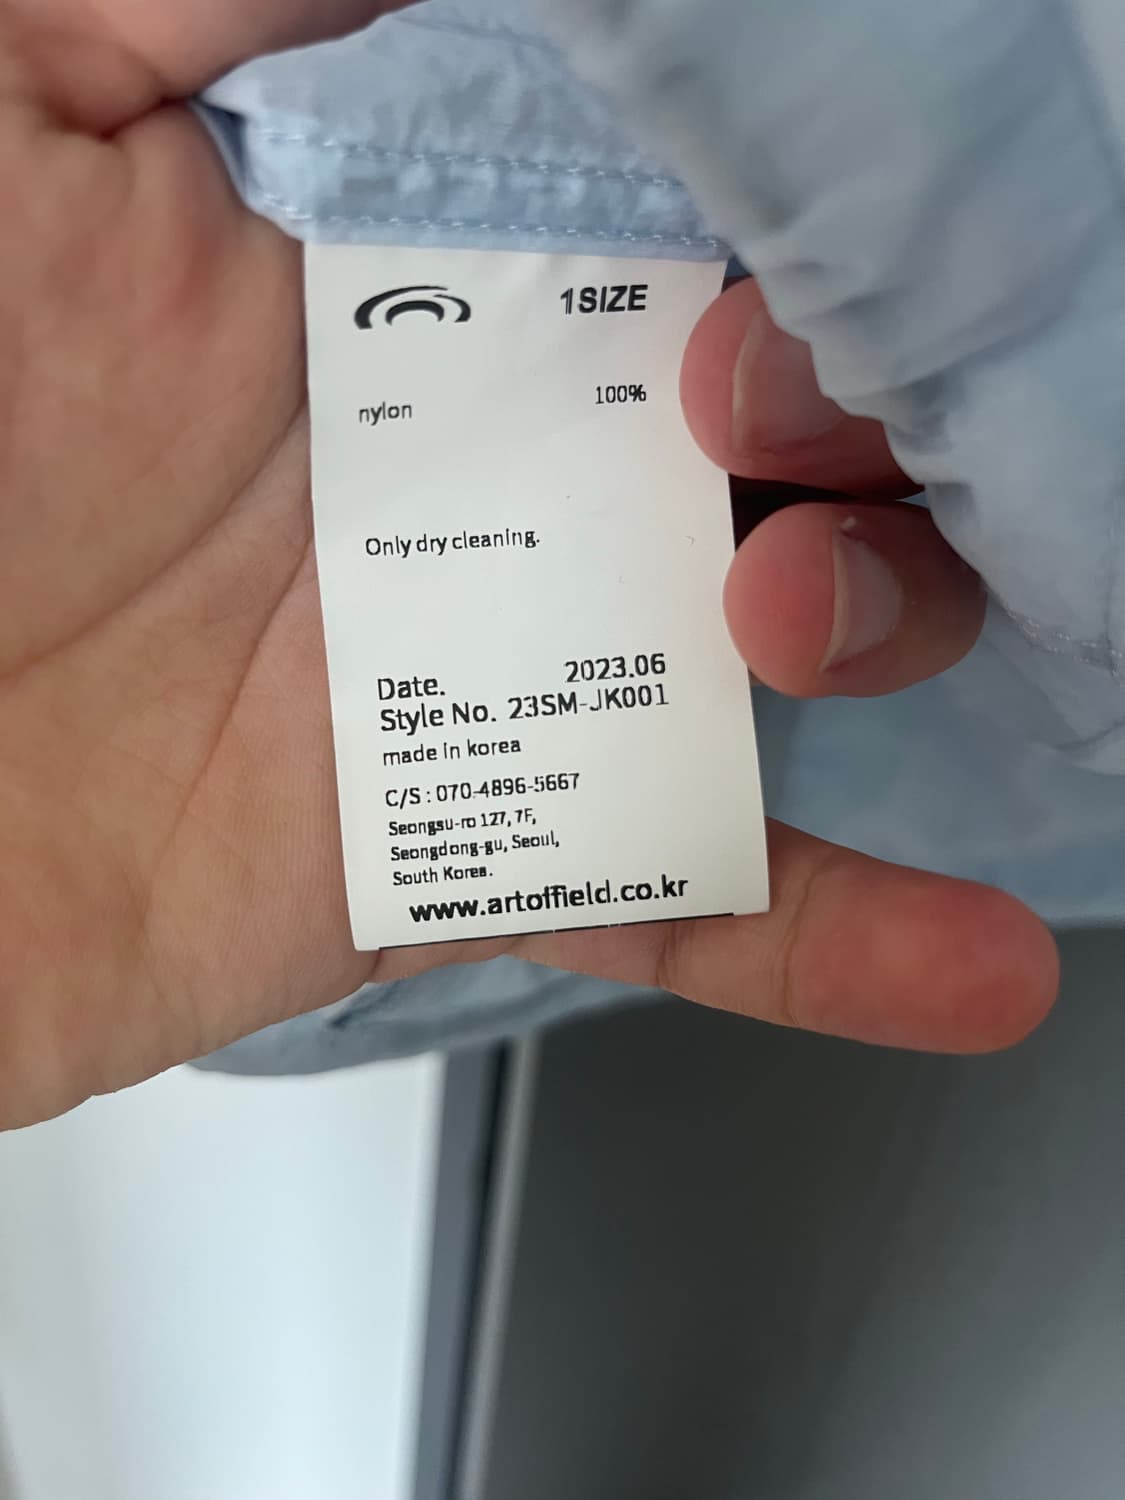 1SIZE
nylon 100%
Only dry cleaning.
Date. 2023.06
Style No. 23SM-JK001
made in korea
C/S : 070-4896-5667
Seongsu-ro 127, 7F,
Seongdong-gu, Seoul,
South Korea.
www.artoffield.co.kr